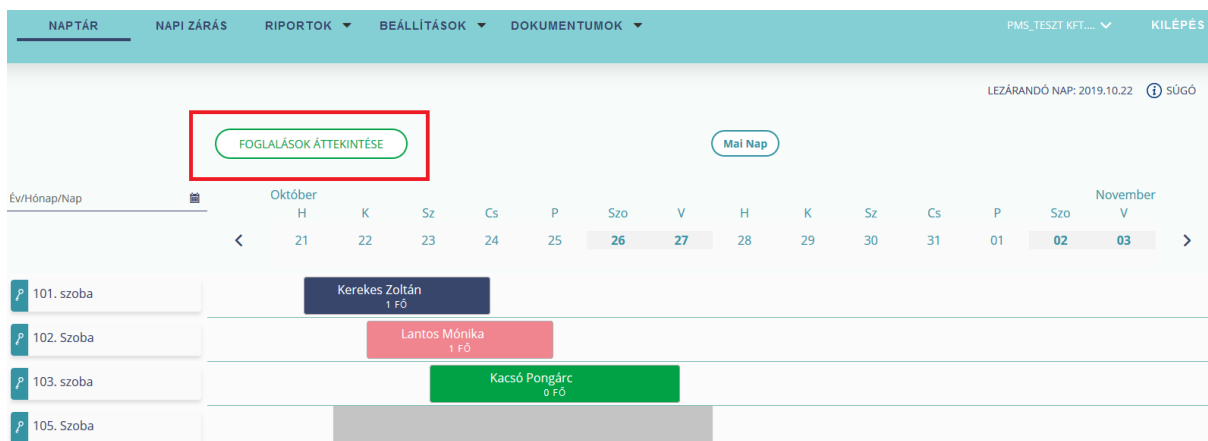 NAPTÁR NAPI ZÁRÁS RIPORTOK BEÁLLÍTÁSOK DOKUMENTUMOK PMS_TESZT KFT.... KILÉPÉS
LEZÁRANDÓ NAP: 2019.10.22 SÚGÓ
FOGLALÁSOK ÁTTEKINTÉSE Mai Nap
Év/Hónap/Nap Október November
H K Sz Cs P Szo V H K Sz Cs P Szo V
21 22 23 24 25 26 27 28 29 30 31 01 02 03
101. szoba Kerekes Zoltán
1 FŐ
102. Szoba Lantos Mónika
1 FŐ
103. szoba Kacsó Pongárc
0 FŐ
105. Szoba